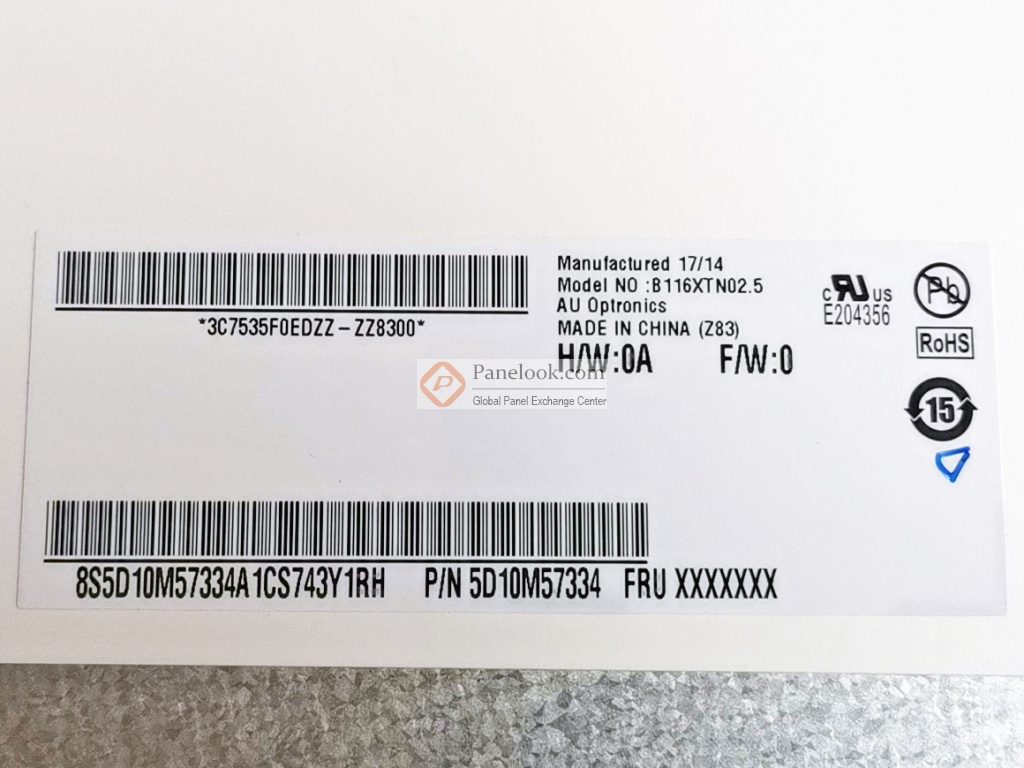 *3C7535F0EDZZ-ZZ8300*
Manufactured 17/14
Model NO :B116XTN02.5
AU Optronics
MADE IN CHINA (Z83)
H/W:0A F/W:0
c RU US
E204356
Pb
RoHS
15
Panelook.com
Global Panel Exchange Center
8S5D10M57334A1CS743Y1RH P/N 5D10M57334 FRU XXXXXXX